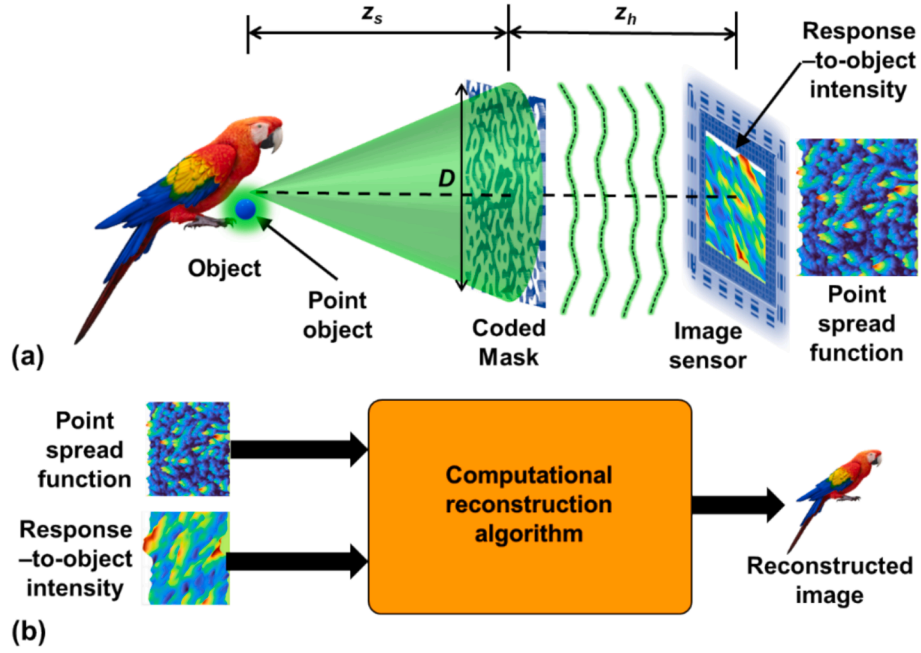 z_s
z_h
Response
–to-object
intensity
D
Object
Point
object
Coded
Mask
Image
sensor
Point
spread
function
(a)
Point
spread
function
Computational
reconstruction
algorithm
Response
–to-object
intensity
Reconstructed
image
(b)